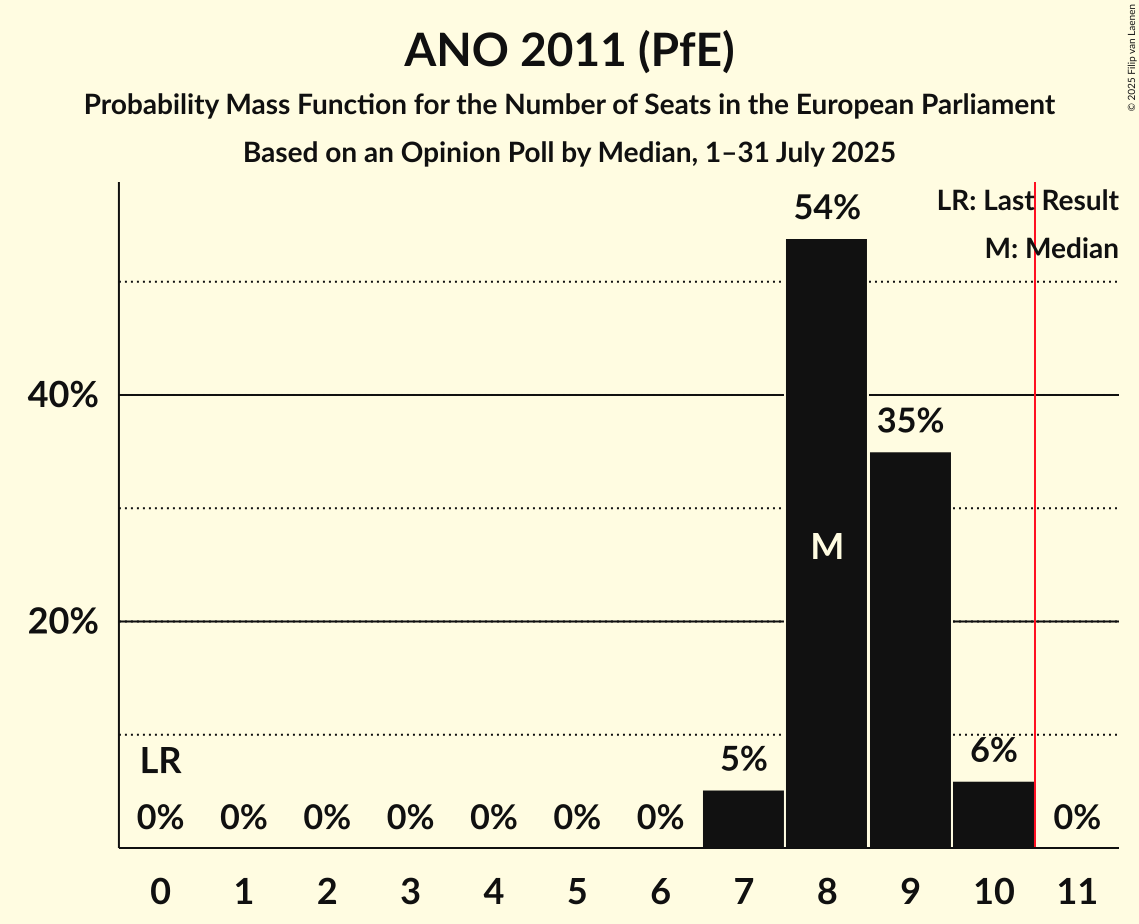 ANO 2011 (PfE)
Probability Mass Function for the Number of Seats in the European Parliament
Based on an Opinion Poll by Median, 1–31 July 2025
© 2025 Filip van Laenen
LR: Last Result
M: Median
54%
40%
35%
M
20%
LR
5%
6%
0% 0% 0% 0% 0% 0% 0% 0%
0 1 2 3 4 5 6 7 8 9 10 11